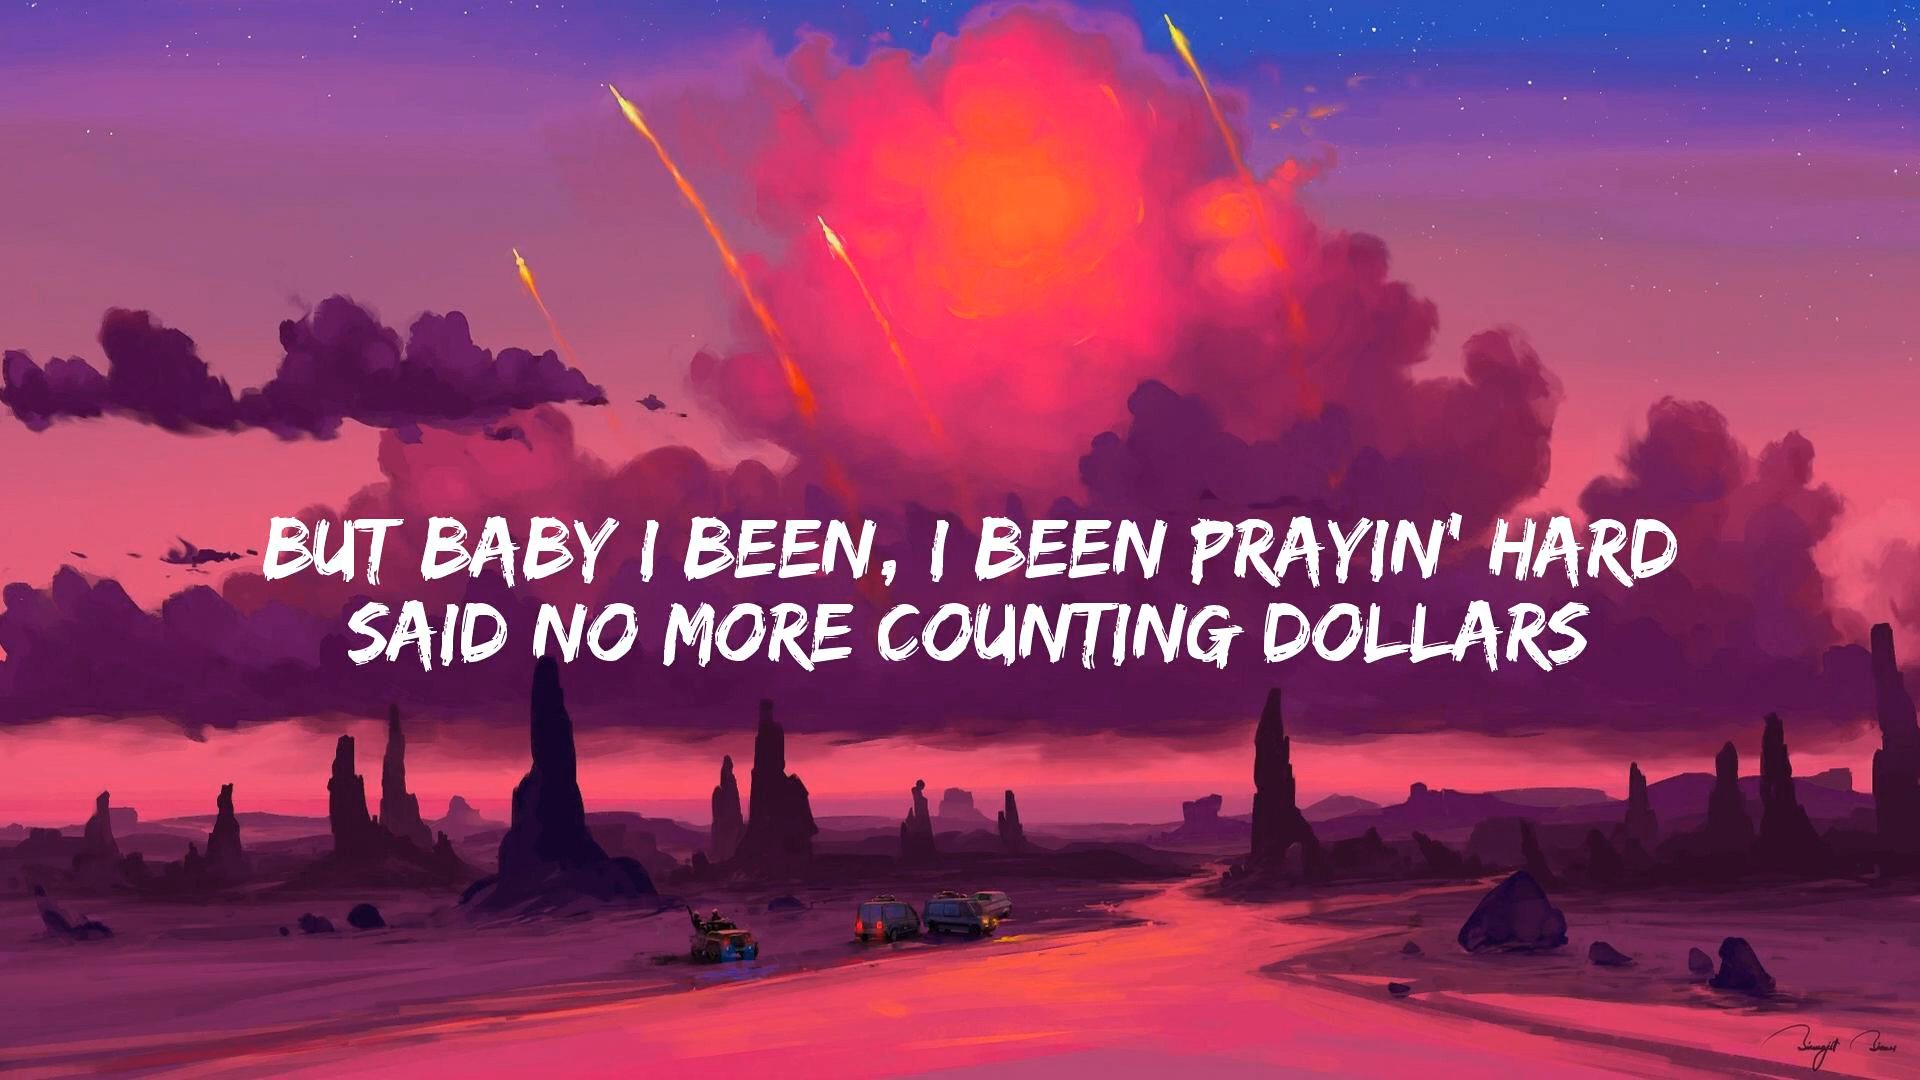 BUT BABY I BEEN, I BEEN PRAYIN' HARD
SAID NO MORE COUNTING DOLLARS